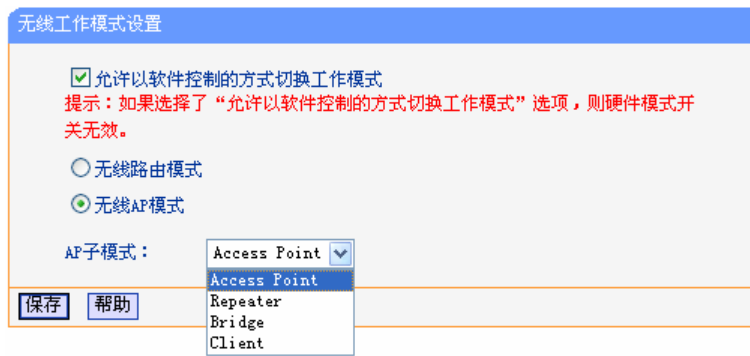 无线工作模式设置
允许以软件控制的方式切换工作模式
提示：如果选择了“允许以软件控制的方式切换工作模式”选项，则硬件模式开
关无效。
无线路由模式
无线AP模式
AP子模式： Access Point
Access Point
Repeater
Bridge
Client
保存 帮助